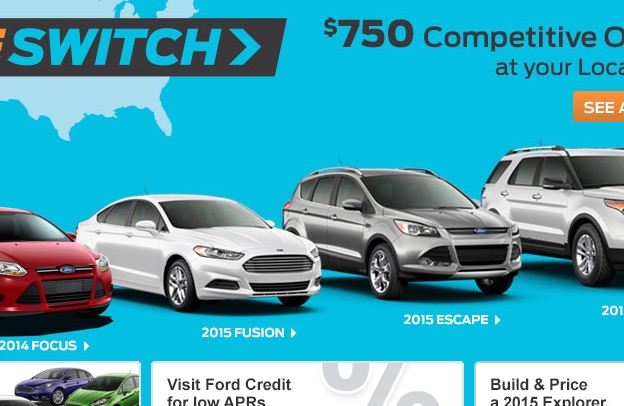 SWITCH
$750 Competitive O
at your Loca
SEE A
2014 FOCUS
2015 FUSION
2015 ESCAPE
201
Visit Ford Credit
for low APRs.
%
Build & Price
a 2015 Explorer.